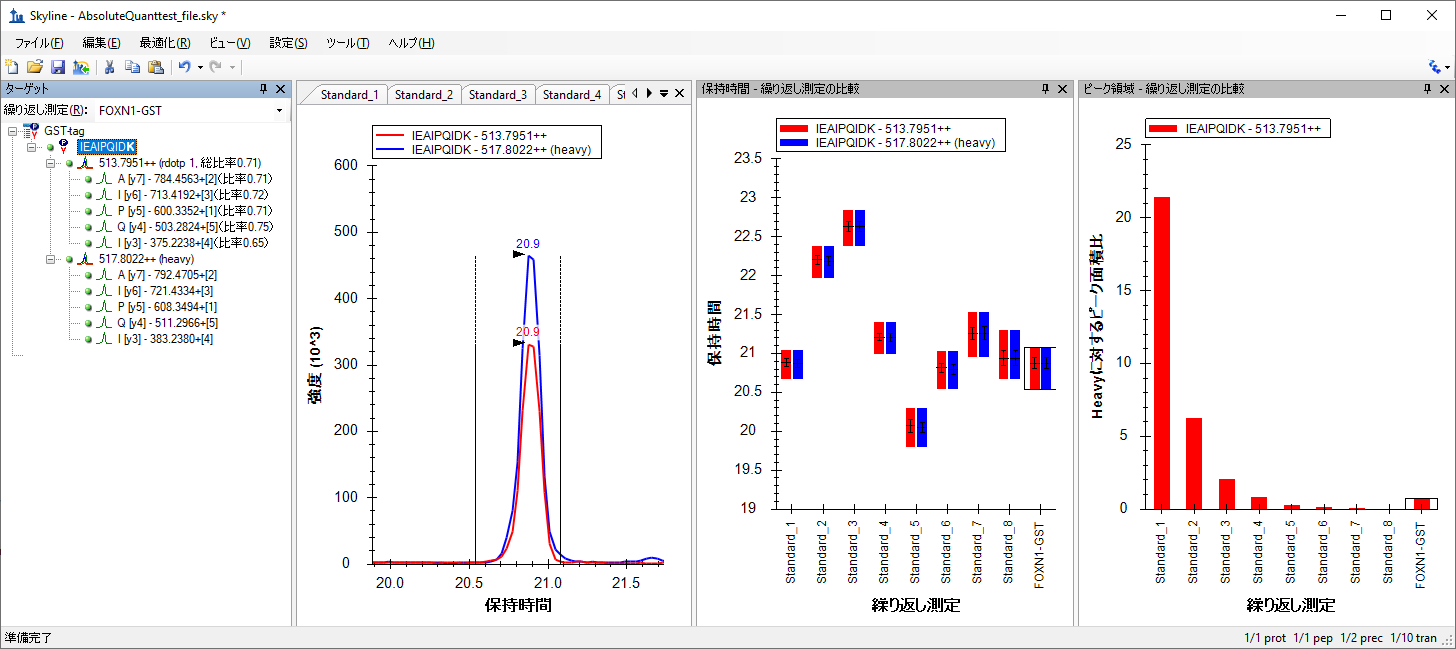 Skyline - AbsoluteQuanttest_file.sky *
ファイル(F) 編集(E) 最適化(R) ビュー(V) 設定(S) ツール(T) ヘルプ(H)
ターゲット
繰り返し測定(R): FOXN1-GST
GST-tag
IEAIPQIDK
513.7951++ (rdotp 1, 総比率0.71)
A [y7] - 784.4563+[2](比率0.71)
I [y6] - 713.4192+[3](比率0.72)
P [y5] - 600.3352+[1](比率0.71)
Q [y4] - 503.2824+[5](比率0.75)
I [y3] - 375.2238+[4](比率0.65)
517.8022++ (heavy)
A [y7] - 792.4705+[2]
I [y6] - 721.4334+[3]
P [y5] - 608.3494+[1]
Q [y4] - 511.2966+[5]
I [y3] - 383.2380+[4]
Standard_1 Standard_2 Standard_3 Standard_4 St
IEAIPQIDK - 513.7951++
IEAIPQIDK - 517.8022++ (heavy)
600
500
400
300
200
100
0
強度 (10^3)
20.9
20.9
20.0 20.5 21.0 21.5
保持時間
保持時間 - 繰り返し測定の比較
IEAIPQIDK - 513.7951++
IEAIPQIDK - 517.8022++ (heavy)
23.5
23
22.5
22
21.5
21
20.5
20
19.5
19
保持時間
Standard_1
Standard_2
Standard_3
Standard_4
Standard_5
Standard_6
Standard_7
Standard_8
FOXN1-GST
繰り返し測定
ピーク領域 - 繰り返し測定の比較
IEAIPQIDK - 513.7951++
25
20
15
10
5
0
Heavyに対するピーク面積比
Standard_1
Standard_2
Standard_3
Standard_4
Standard_5
Standard_6
Standard_7
Standard_8
FOXN1-GST
繰り返し測定
準備完了
1/1 prot 1/1 pep 1/2 prec 1/10 tran